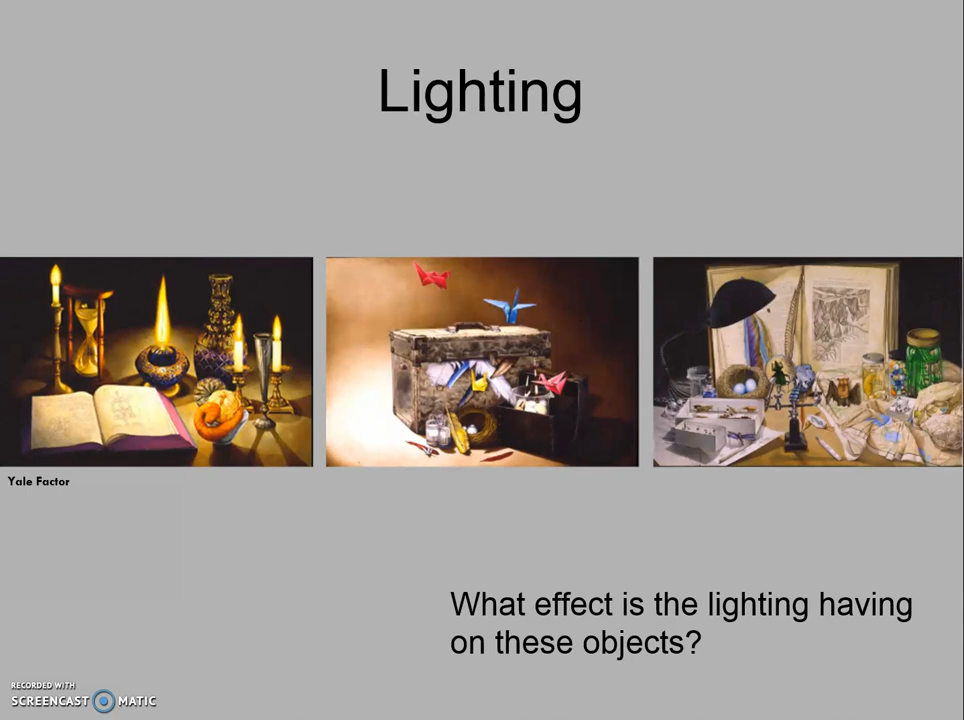 Lighting
Yale Factor
What effect is the lighting having
on these objects?
RECORDED WITH
SCREENCAST MATIC